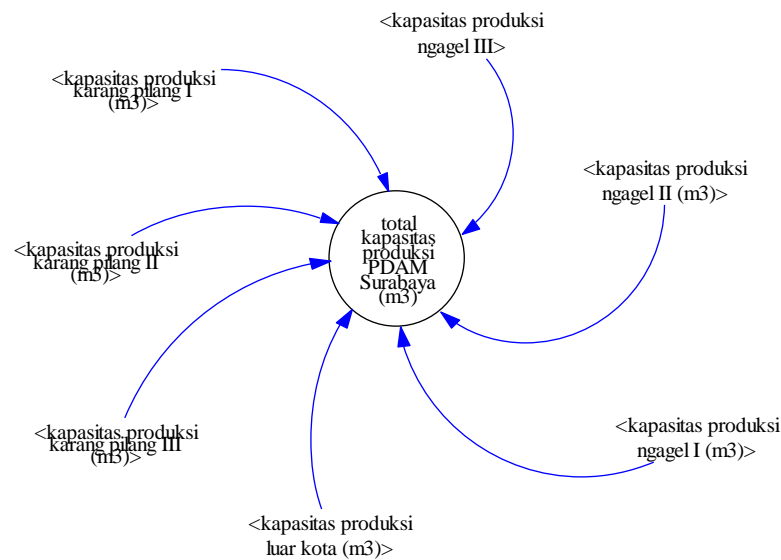 <kapasitas produksi
ngagel III>
<kapasitas produksi
karang pilang I
(m3)>
<kapasitas produksi
ngagel II (m3)>
total
kapasitas
produksi
PDAM
Surabaya
(m3)
<kapasitas produksi
karang pilang II
(m3)>
<kapasitas produksi
karang pilang III
(m3)>
<kapasitas produksi
ngagel I (m3)>
<kapasitas produksi
luar kota (m3)>